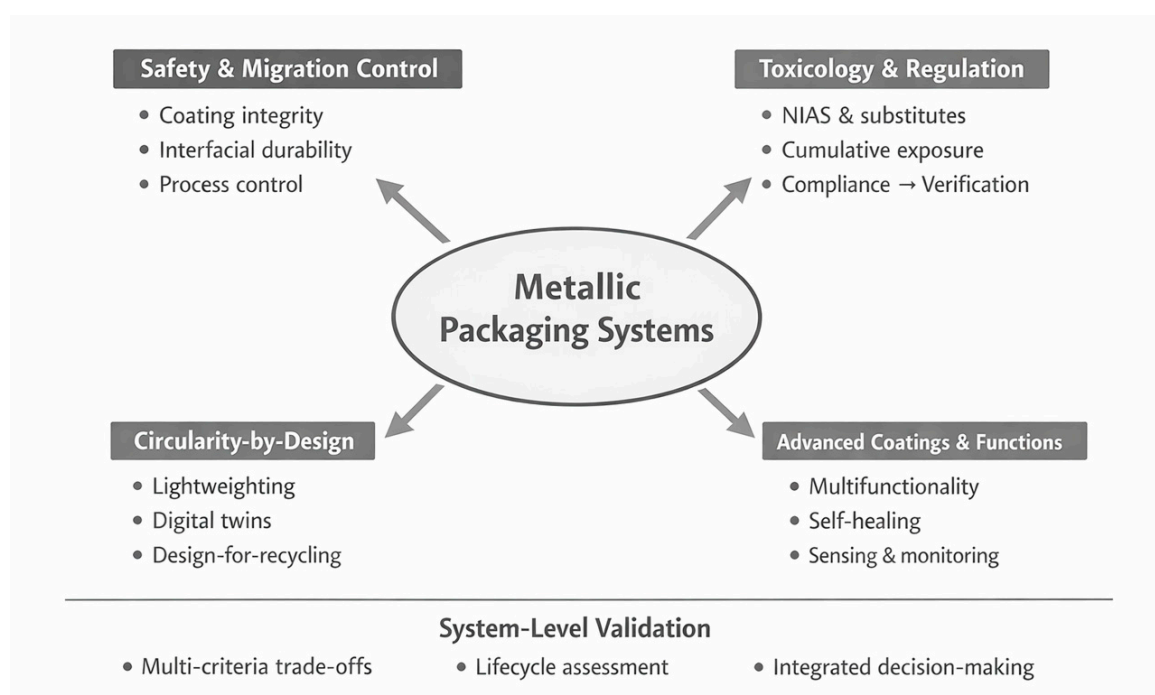 Safety & Migration Control
• Coating integrity
• Interfacial durability
• Process control
Toxicology & Regulation
• NIAS & substitutes
• Cumulative exposure
• Compliance → Verification
Metallic
Packaging Systems
Circularity-by-Design
• Lightweighting
• Digital twins
• Design-for-recycling
Advanced Coatings & Functions
• Multifunctionality
• Self-healing
• Sensing & monitoring
System-Level Validation
• Multi-criteria trade-offs
• Lifecycle assessment
• Integrated decision-making